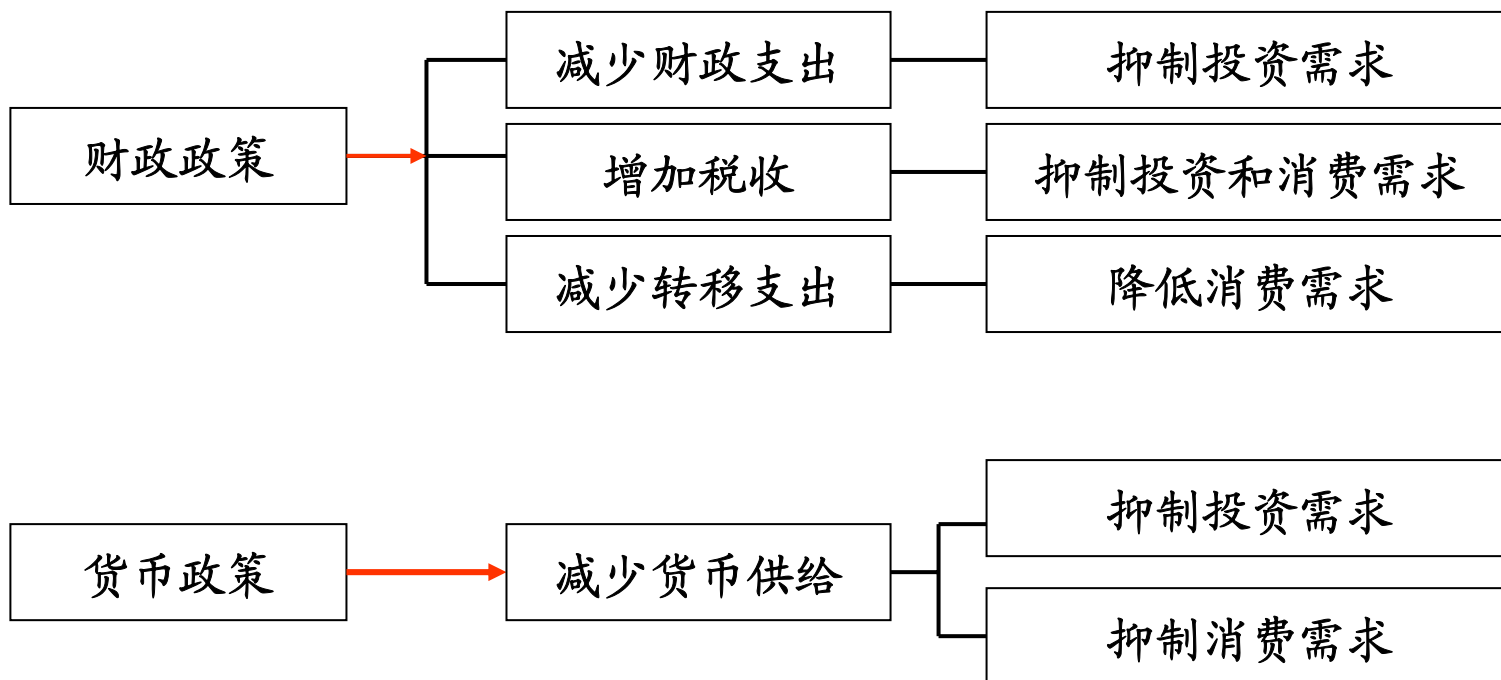 减少财政支出
抑制投资需求
财政政策
增加税收
抑制投资和消费需求
减少转移支出
降低消费需求
抑制投资需求
货币政策
减少货币供给
抑制消费需求